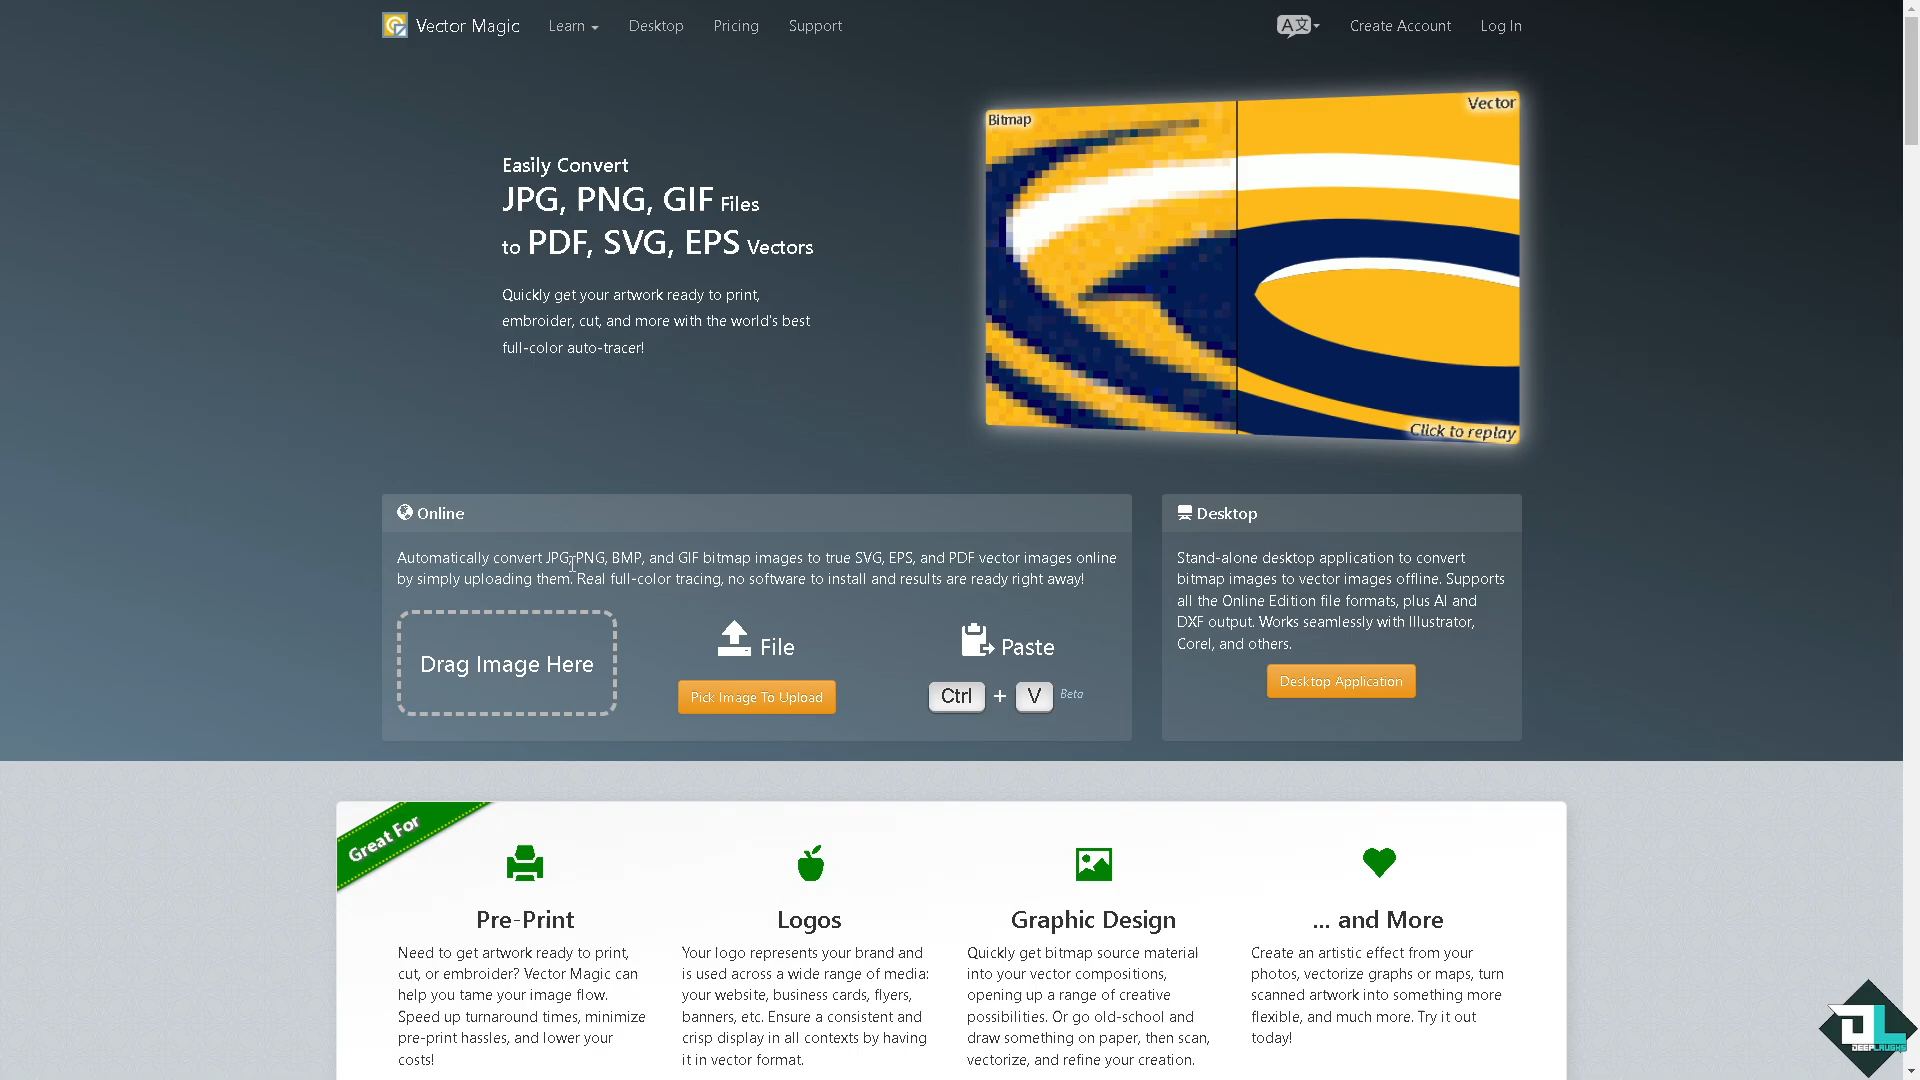 Vector Magic Learn Desktop Pricing Support
A文 Create Account Log In
Easily Convert
JPG, PNG, GIF Files
to PDF, SVG, EPS Vectors
Quickly get your artwork ready to print,
embroider, cut, and more with the world's best
full-color auto-tracer!
Bitmap
Vector
Click to replay
Online
Automatically convert JPG, PNG, BMP, and GIF bitmap images to true SVG, EPS, and PDF vector images online
by simply uploading them. Real full-color tracing, no software to install and results are ready right away!
Drag Image Here
File
Pick Image To Upload
Paste
Ctrl + V Beta
Desktop
Stand-alone desktop application to convert
bitmap images to vector images offline. Supports
all the Online Edition file formats, plus AI and
DXF output. Works seamlessly with Illustrator,
Corel, and others.
Desktop Application
Great For
Pre-Print
Need to get artwork ready to print,
cut, or embroider? Vector Magic can
help you tame your image flow.
Speed up turnaround times, minimize
pre-print hassles, and lower your
costs!
Logos
Your logo represents your brand and
is used across a wide range of media:
your website, business cards, flyers,
banners, etc. Ensure a consistent and
crisp display in all contexts by having
it in vector format.
Graphic Design
Quickly get bitmap source material
into your vector compositions,
opening up a range of creative
possibilities. Or go old-school and
draw something on paper, then scan,
vectorize, and refine your creation.
... and More
Create an artistic effect from your
photos, vectorize graphs or maps, turn
scanned artwork into something more
flexible, and much more. Try it out
today!
DL
DEEPLAUGHS